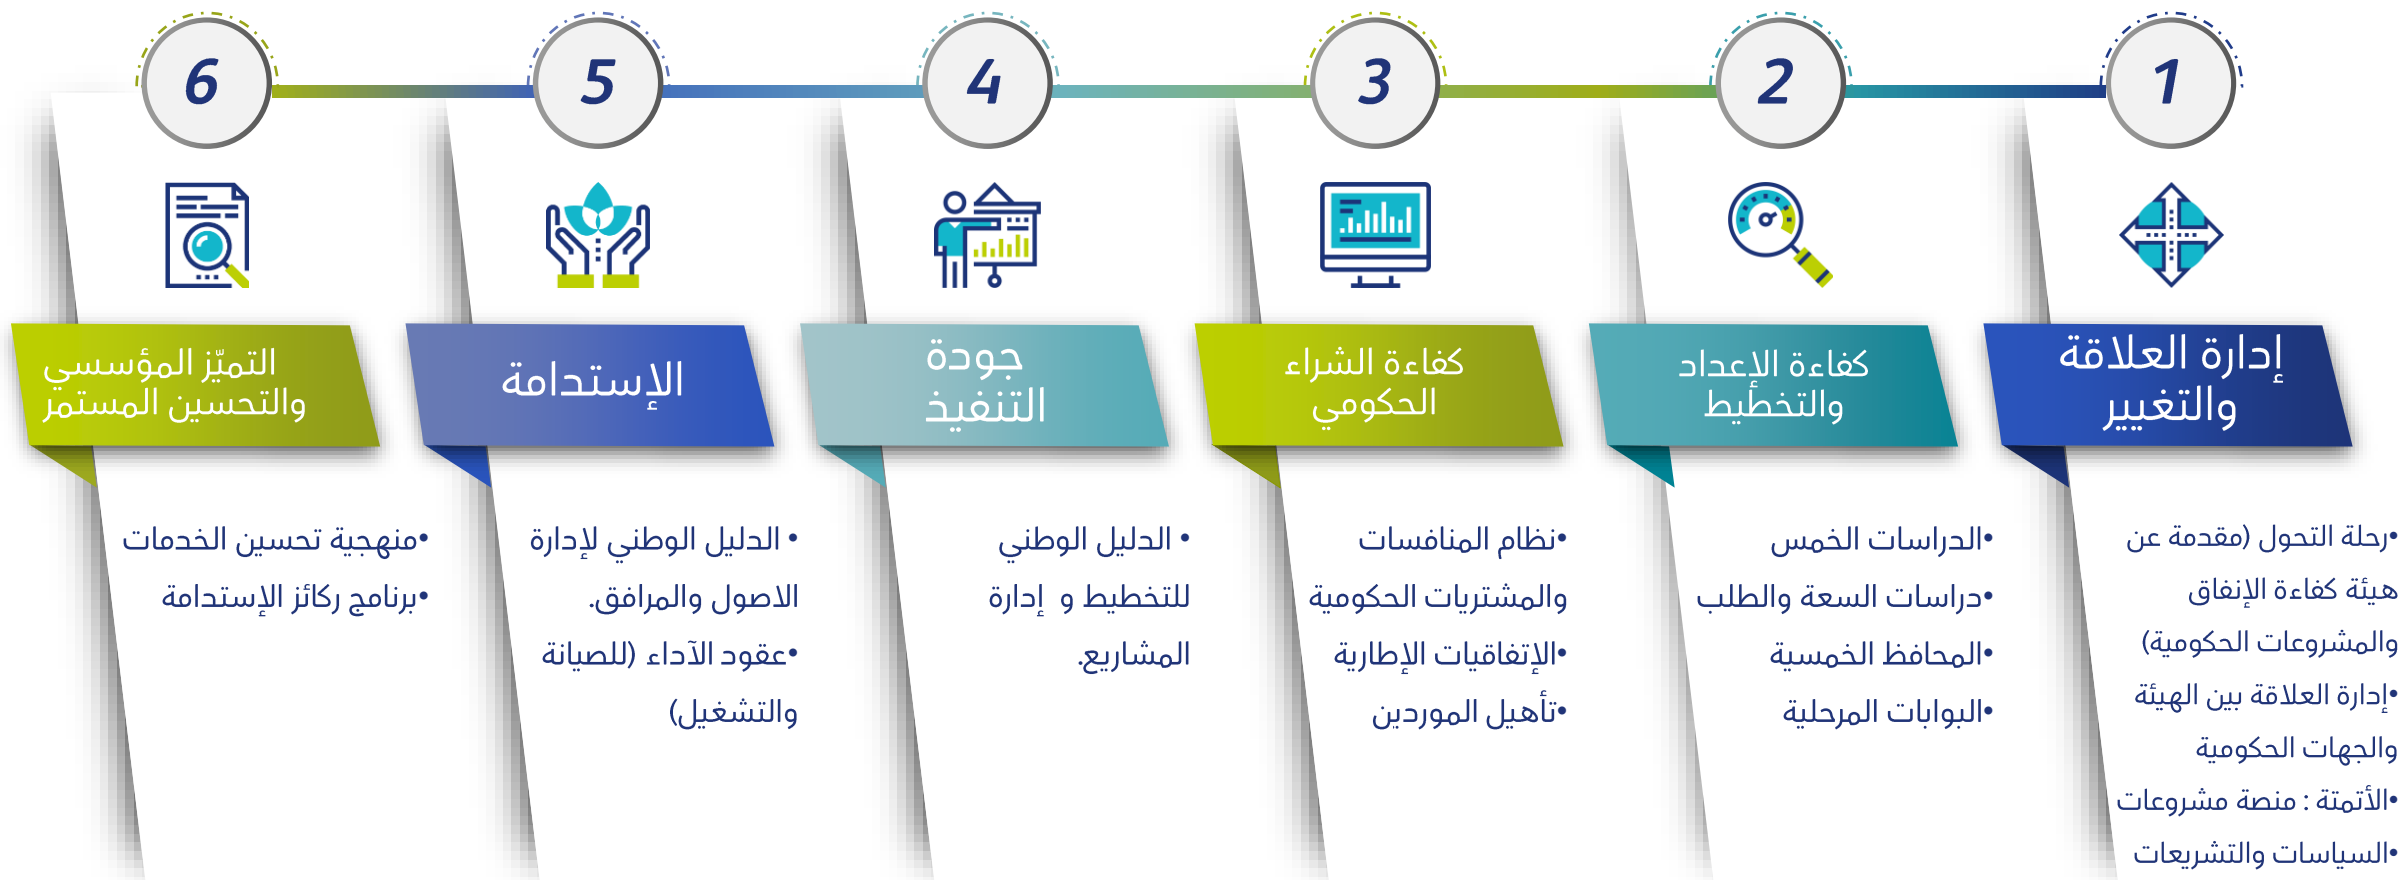 1
إدارة العلاقة
والتغيير
•رحلة التحول (مقدمة عن
هيئة كفاءة الإنفاق
والمشروعات الحكومية)
•إدارة العلاقة بين الهيئة
والجهات الحكومية
•الأتمتة : منصة مشروعات
•السياسات والتشريعات
2
كفاءة الإعداد
والتخطيط
•الدراسات الخمس
•دراسات السعة والطلب
•المحافظ الخمسية
•البوابات المرحلية
3
كفاءة الشراء
الحكومي
•نظام المنافسات
والمشتريات الحكومية
•الإتفاقيات الإطارية
•تأهيل الموردين
4
جودة
التنفيذ
• الدليل الوطني
للتخطيط و إدارة
المشاريع.
5
الإستدامة
• الدليل الوطني لإدارة
الاصول والمرافق.
•عقود الآداء (للصيانة
والتشغيل)
6
التميّز المؤسسي
والتحسين المستمر
•منهجية تحسين الخدمات
•برنامج ركائز الإستدامة